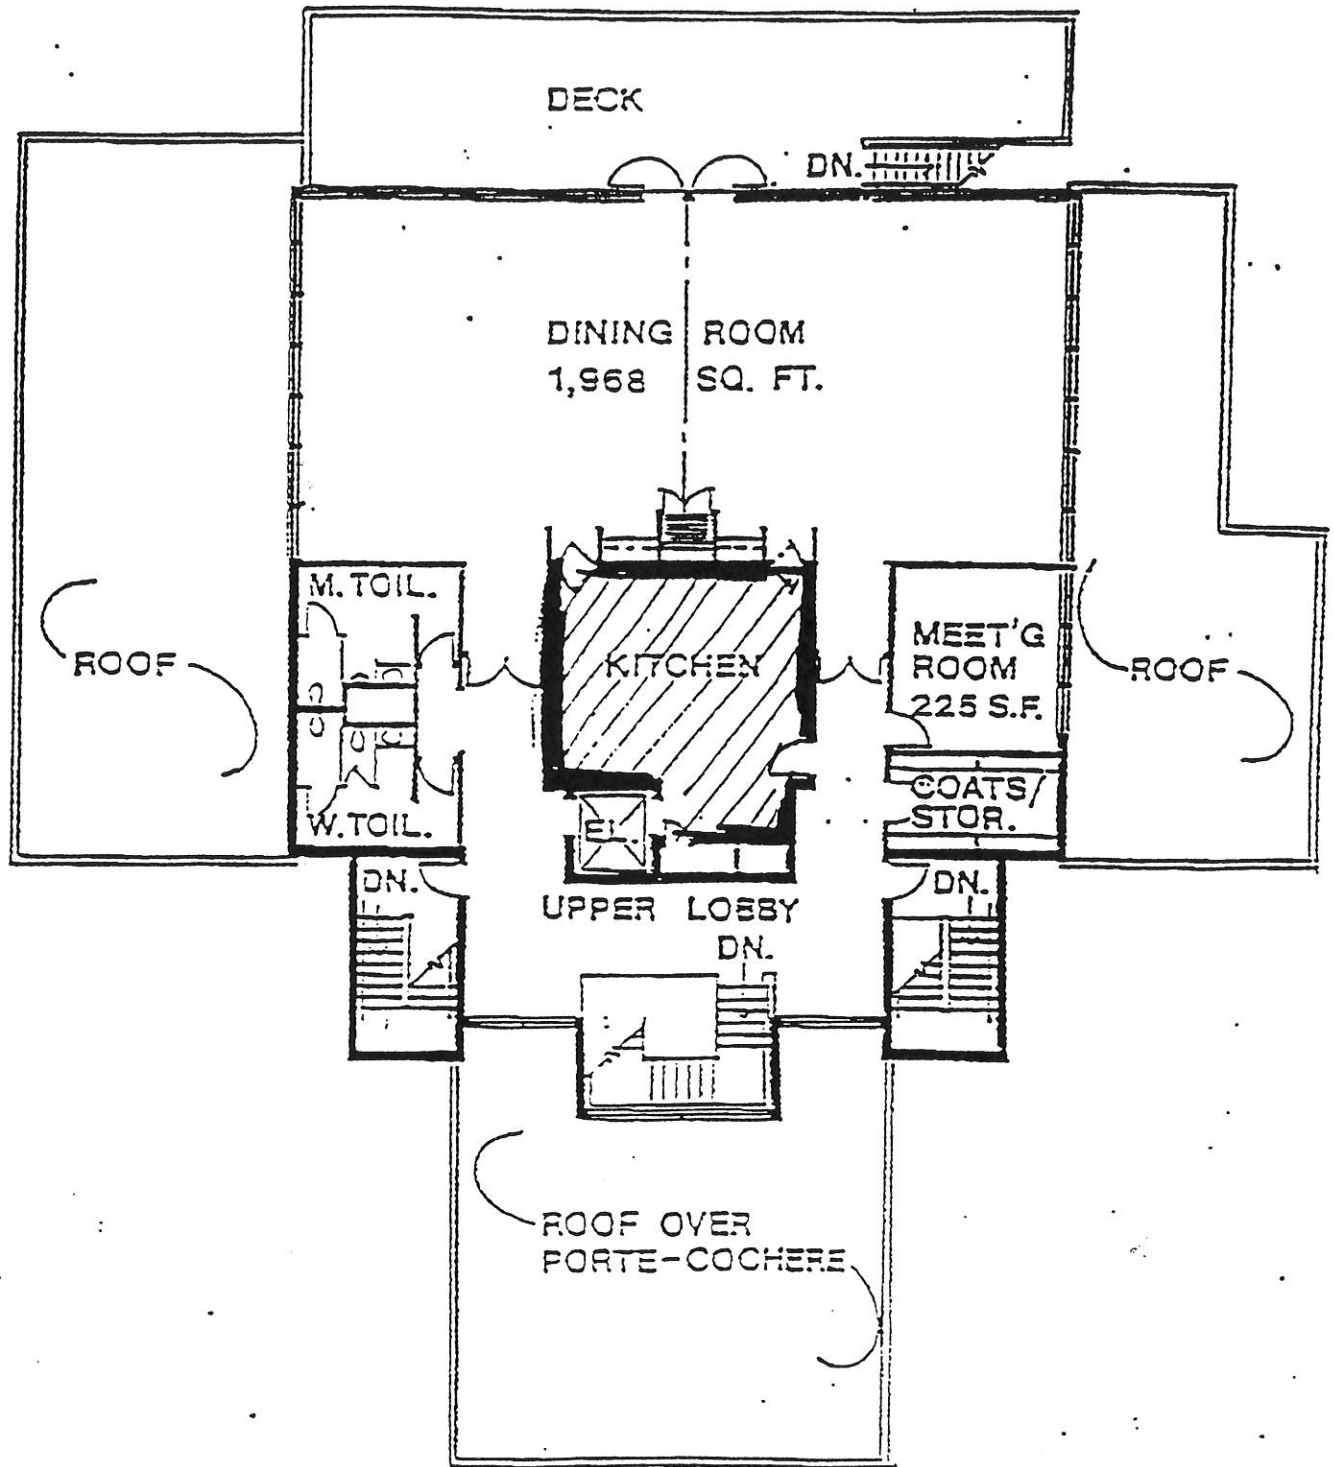 DECK
DN.
DINING ROOM
1,968 SQ. FT.
M. TOIL.
ROOF
KITCHEN
MEET'G
ROOM
225 S.F.
ROOF
COATS/
STOR.
W. TOIL.
EL.
DN.
DN.
UPPER LOBBY
DN.
ROOF OVER
PORTE-COCHERE